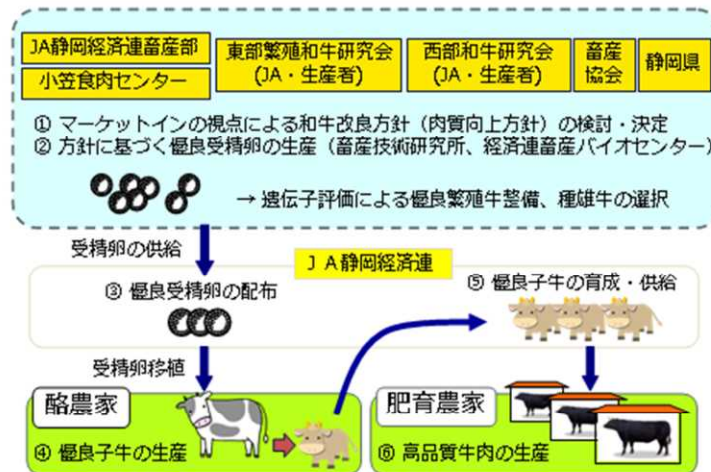 JA静岡経済連畜産部
小笠食肉センター
東部繁殖和牛研究会
(JA・生産者)
西部和牛研究会
(JA・生産者)
畜産
協会
静岡県
① マーケットインの視点による和牛改良方針（肉質向上方針）の検討・決定
② 方針に基づく優良受精卵の生産（畜産技術研究所、経済連畜産バイオセンター）
→ 遺伝子評価による優良繁殖牛整備、種雄牛の選択
受精卵の供給
ＪＡ静岡経済連
③ 優良受精卵の配布
⑤ 優良子牛の育成・供給
受精卵移植
酪農家
④ 優良子牛の生産
肥育農家
⑥ 高品質牛肉の生産